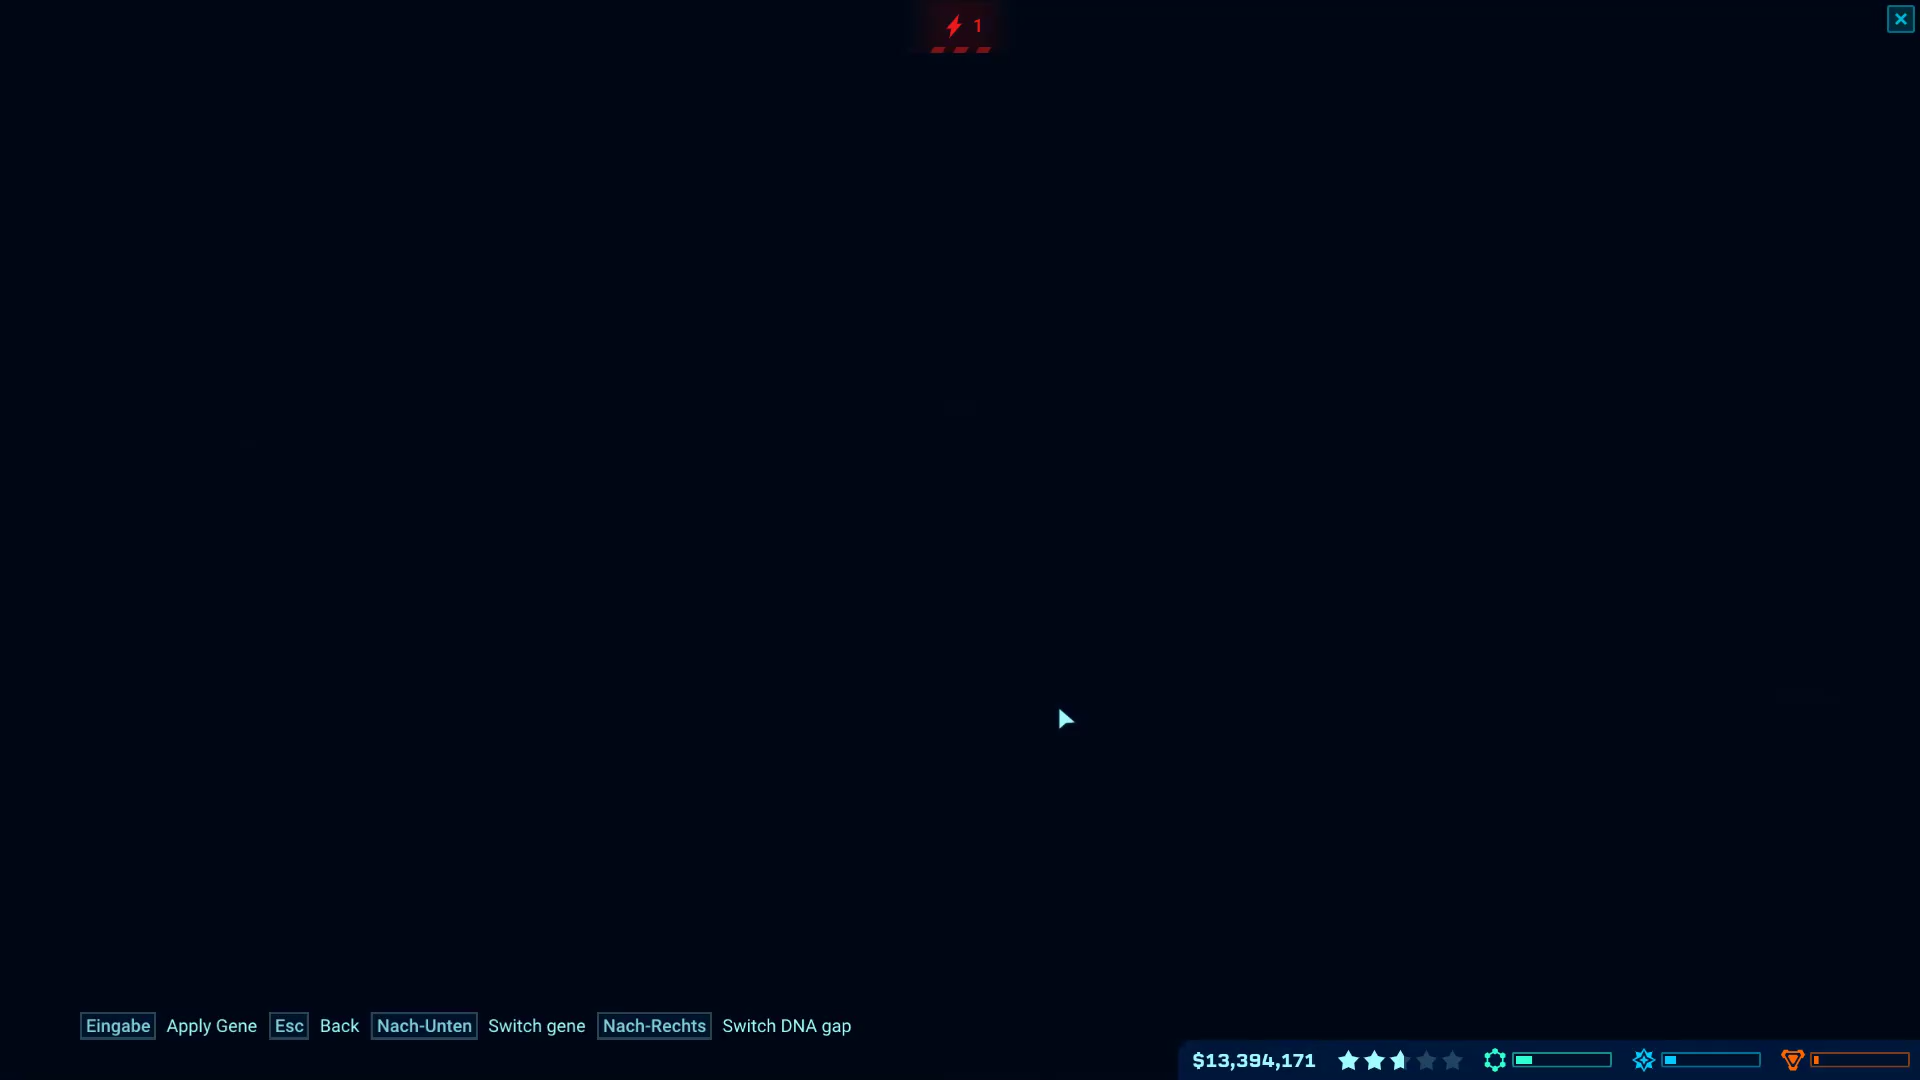 1
Eingabe Apply Gene Esc Back Nach-Unten Switch gene Nach-Rechts Switch DNA gap
$13,394,171